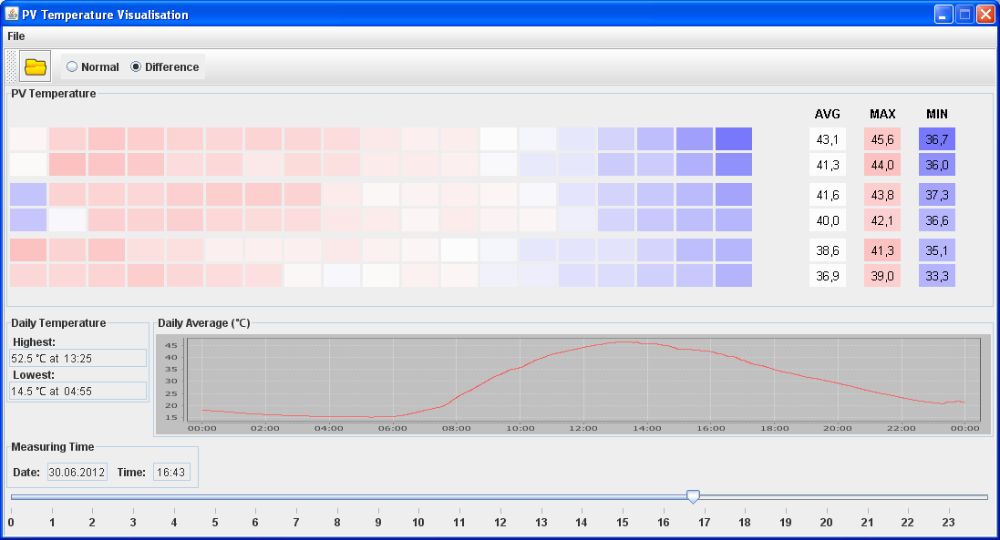 PV Temperature Visualisation
File
Normal Difference
PV Temperature
AVG MAX MIN
43,1 45,6 36,7
41,3 44,0 36,0
41,6 43,8 37,3
40,0 42,1 36,6
38,6 41,3 35,1
36,9 39,0 33,3
Daily Temperature
Highest:
52.5 °C at 13:25
Lowest:
14.5 °C at 04:55
Daily Average (°C)
45
40
35
30
25
20
15
00:00 02:00 04:00 06:00 08:00 10:00 12:00 14:00 16:00 18:00 20:00 22:00 00:00
Measuring Time
Date: 30.06.2012 Time: 16:43
0 1 2 3 4 5 6 7 8 9 10 11 12 13 14 15 16 17 18 19 20 21 22 23